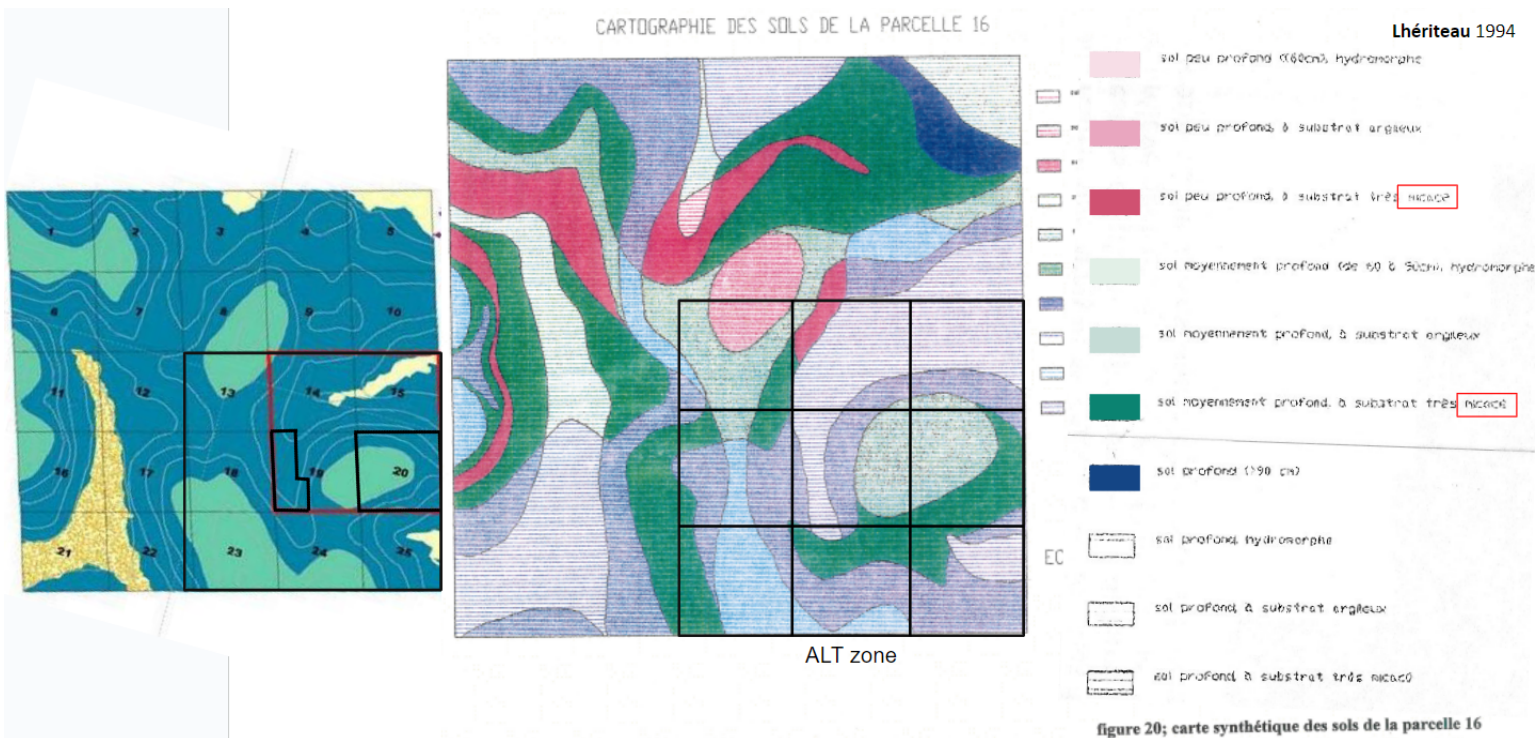 CARTOGRAPHIE DES SOLS DE LA PARCELLE 16
Lhériteau 1994
sol peu profond (<60cm), hydromorphe
sol peu profond, à substrat argileux
sol peu profond, à substrat très micacé
sol moyennement profond (de 60 à 90cm), hydromorphe
sol moyennement profond, à substrat argileux
sol moyennement profond, à substrat très micacé
sol profond (>90 cm)
sol profond, hydromorphe
sol profond, à substrat argileux
sol profond, à substrat très micacé
1 2 3 4 5
6 7 8 9 10
11 12 13 14 15
16 17 18 19 20
21 22 23 24 25
EC
ALT zone
figure 20; carte synthétique des sols de la parcelle 16